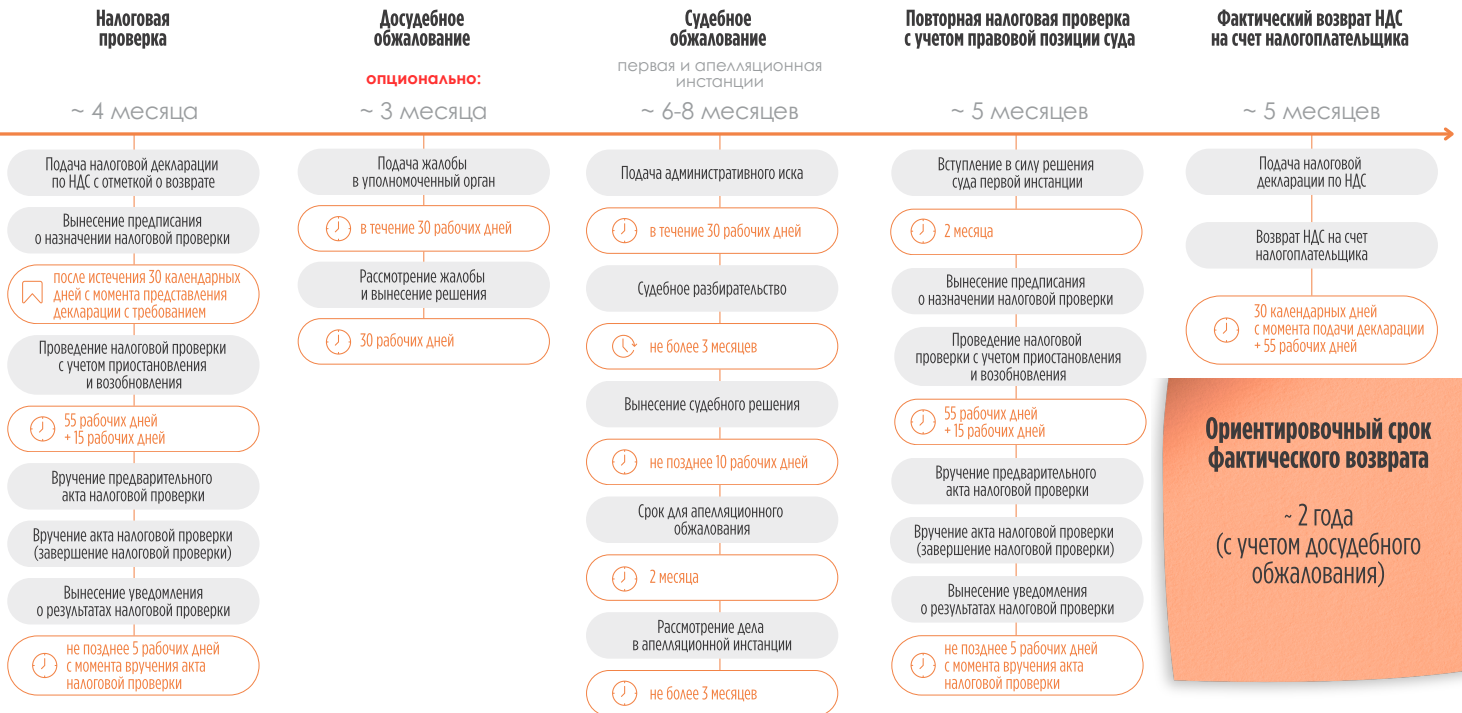 Налоговая
проверка
~ 4 месяца
Подача налоговой декларации
по НДС с отметкой о возврате
Вынесение предписания
о назначении налоговой проверки
после истечения 30 календарных
дней с момента представления
декларации с требованием
Проведение налоговой проверки
с учетом приостановления
и возобновления
55 рабочих дней
+ 15 рабочих дней
Вручение предварительного
акта налоговой проверки
Вручение акта налоговой проверки
(завершение налоговой проверки)
Вынесение уведомления
о результатах налоговой проверки
не позднее 5 рабочих дней
с момента вручения акта
налоговой проверки
Досудебное
обжалование
опционально:
~ 3 месяца
Подача жалобы
в уполномоченный орган
в течение 30 рабочих дней
Рассмотрение жалобы
и вынесение решения
30 рабочих дней
Судебное
обжалование
первая и апелляционная
инстанции
~ 6-8 месяцев
Подача административного иска
в течение 30 рабочих дней
Судебное разбирательство
не более 3 месяцев
Вынесение судебного решения
не позднее 10 рабочих дней
Срок для апелляционного
обжалования
2 месяца
Рассмотрение дела
в апелляционной инстанции
не более 3 месяцев
Повторная налоговая проверка
с учетом правовой позиции суда
~ 5 месяцев
Вступление в силу решения
суда первой инстанции
2 месяца
Вынесение предписания
о назначении налоговой проверки
Проведение налоговой
проверки с учетом приостановления
и возобновления
55 рабочих дней
+ 15 рабочих дней
Вручение предварительного
акта налоговой проверки
Вручение акта налоговой проверки
(завершение налоговой проверки)
Вынесение уведомления
о результатах налоговой проверки
не позднее 5 рабочих дней
с момента вручения акта
налоговой проверки
Фактический возврат НДС
на счет налогоплательщика
~ 5 месяцев
Подача налоговой
декларации по НДС
Возврат НДС на счет
налогоплательщика
30 календарных дней
с момента подачи декларации
+ 55 рабочих дней
Ориентировочный срок
фактического возврата
~ 2 года
(с учетом досудебного
обжалования)